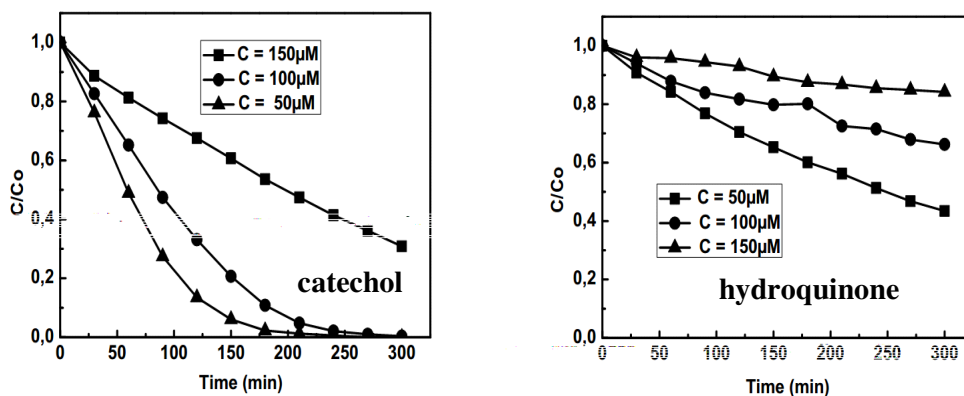 1,0
0,8
0,6
0,4
0,2
0,0
C/Co
C = 150µM
C = 100µM
C = 50µM
catechol
0 50 100 150 200 250 300
Time (min)
1,0
0,8
0,6
0,4
0,2
0,0
C/Co
C = 50µM
C = 100µM
C = 150µM
hydroquinone
0 50 100 150 200 250 300
Time (min)